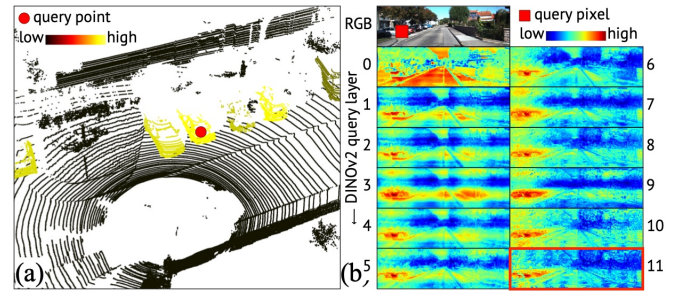 query point
low high
(a)
RGB
query pixel
low high
← DINOv2 query layer
0
1
2
3
4
5
6
7
8
9
10
11
(b)